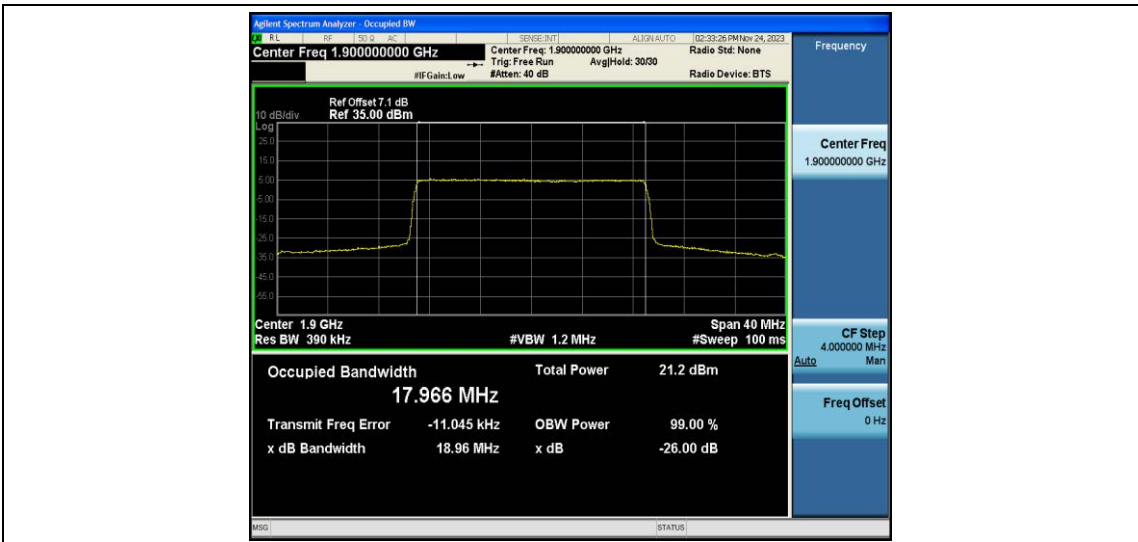 Agilent Spectrum Analyzer - Occupied BW
RL RF 50 Ω AC SENSE:INT ALIGN AUTO 02:33:26 PM Nov 24, 2023
Center Freq 1.900000000 GHz Center Freq: 1.900000000 GHz Radio Std: None
Trig: Free Run Avg|Hold: 30/30
#IFGain:Low #Atten: 40 dB Radio Device: BTS
Frequency
Ref Offset 7.1 dB
10 dB/div Ref 35.00 dBm
Log
25.0
15.0
5.00
-5.00
-15.0
-25.0
-35.0
-45.0
-55.0
Center 1.9 GHz Span 40 MHz
Res BW 390 kHz #VBW 1.2 MHz #Sweep 100 ms
Center Freq
1.900000000 GHz
CF Step
4.000000 MHz
Auto Man
Freq Offset
0 Hz
Occupied Bandwidth Total Power 21.2 dBm
17.966 MHz
Transmit Freq Error -11.045 kHz OBW Power 99.00 %
x dB Bandwidth 18.96 MHz x dB -26.00 dB
MSG STATUS